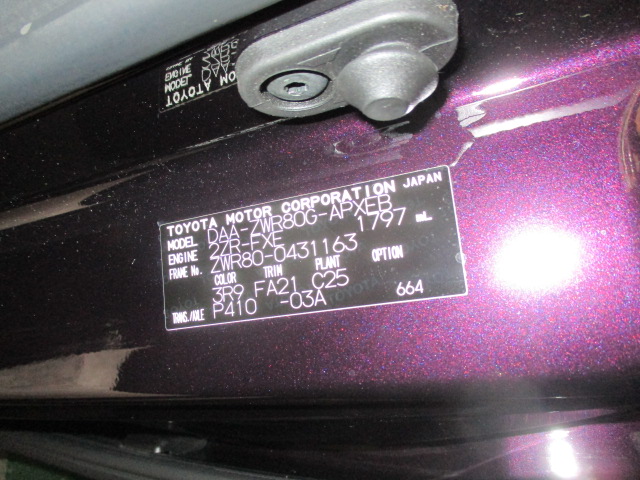 TOYOTA MOTOR CORPORATION JAPAN
MODEL DAA-ZWR80G-APXEB
ENGINE 2ZR-FXE 1797 mL
FRAME No. ZWR80-0431163
COLOR TRIM PLANT OPTION
3R9 FA21 C25
TRANS./AXLE P410 -03A 664